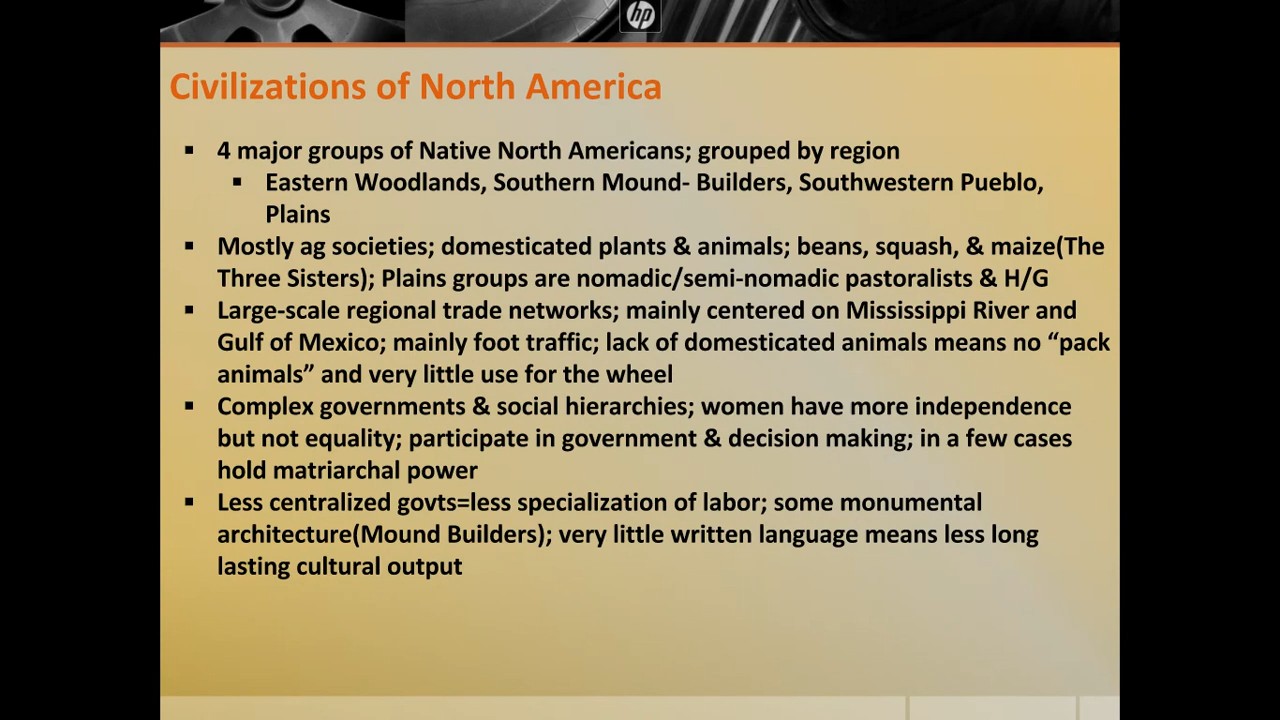 hp
Civilizations of North America
▪ 4 major groups of Native North Americans; grouped by region
▪ Eastern Woodlands, Southern Mound- Builders, Southwestern Pueblo,
Plains
▪ Mostly ag societies; domesticated plants & animals; beans, squash, & maize(The
Three Sisters); Plains groups are nomadic/semi-nomadic pastoralists & H/G
▪ Large-scale regional trade networks; mainly centered on Mississippi River and
Gulf of Mexico; mainly foot traffic; lack of domesticated animals means no “pack
animals” and very little use for the wheel
▪ Complex governments & social hierarchies; women have more independence
but not equality; participate in government & decision making; in a few cases
hold matriarchal power
▪ Less centralized govts=less specialization of labor; some monumental
architecture(Mound Builders); very little written language means less long
lasting cultural output